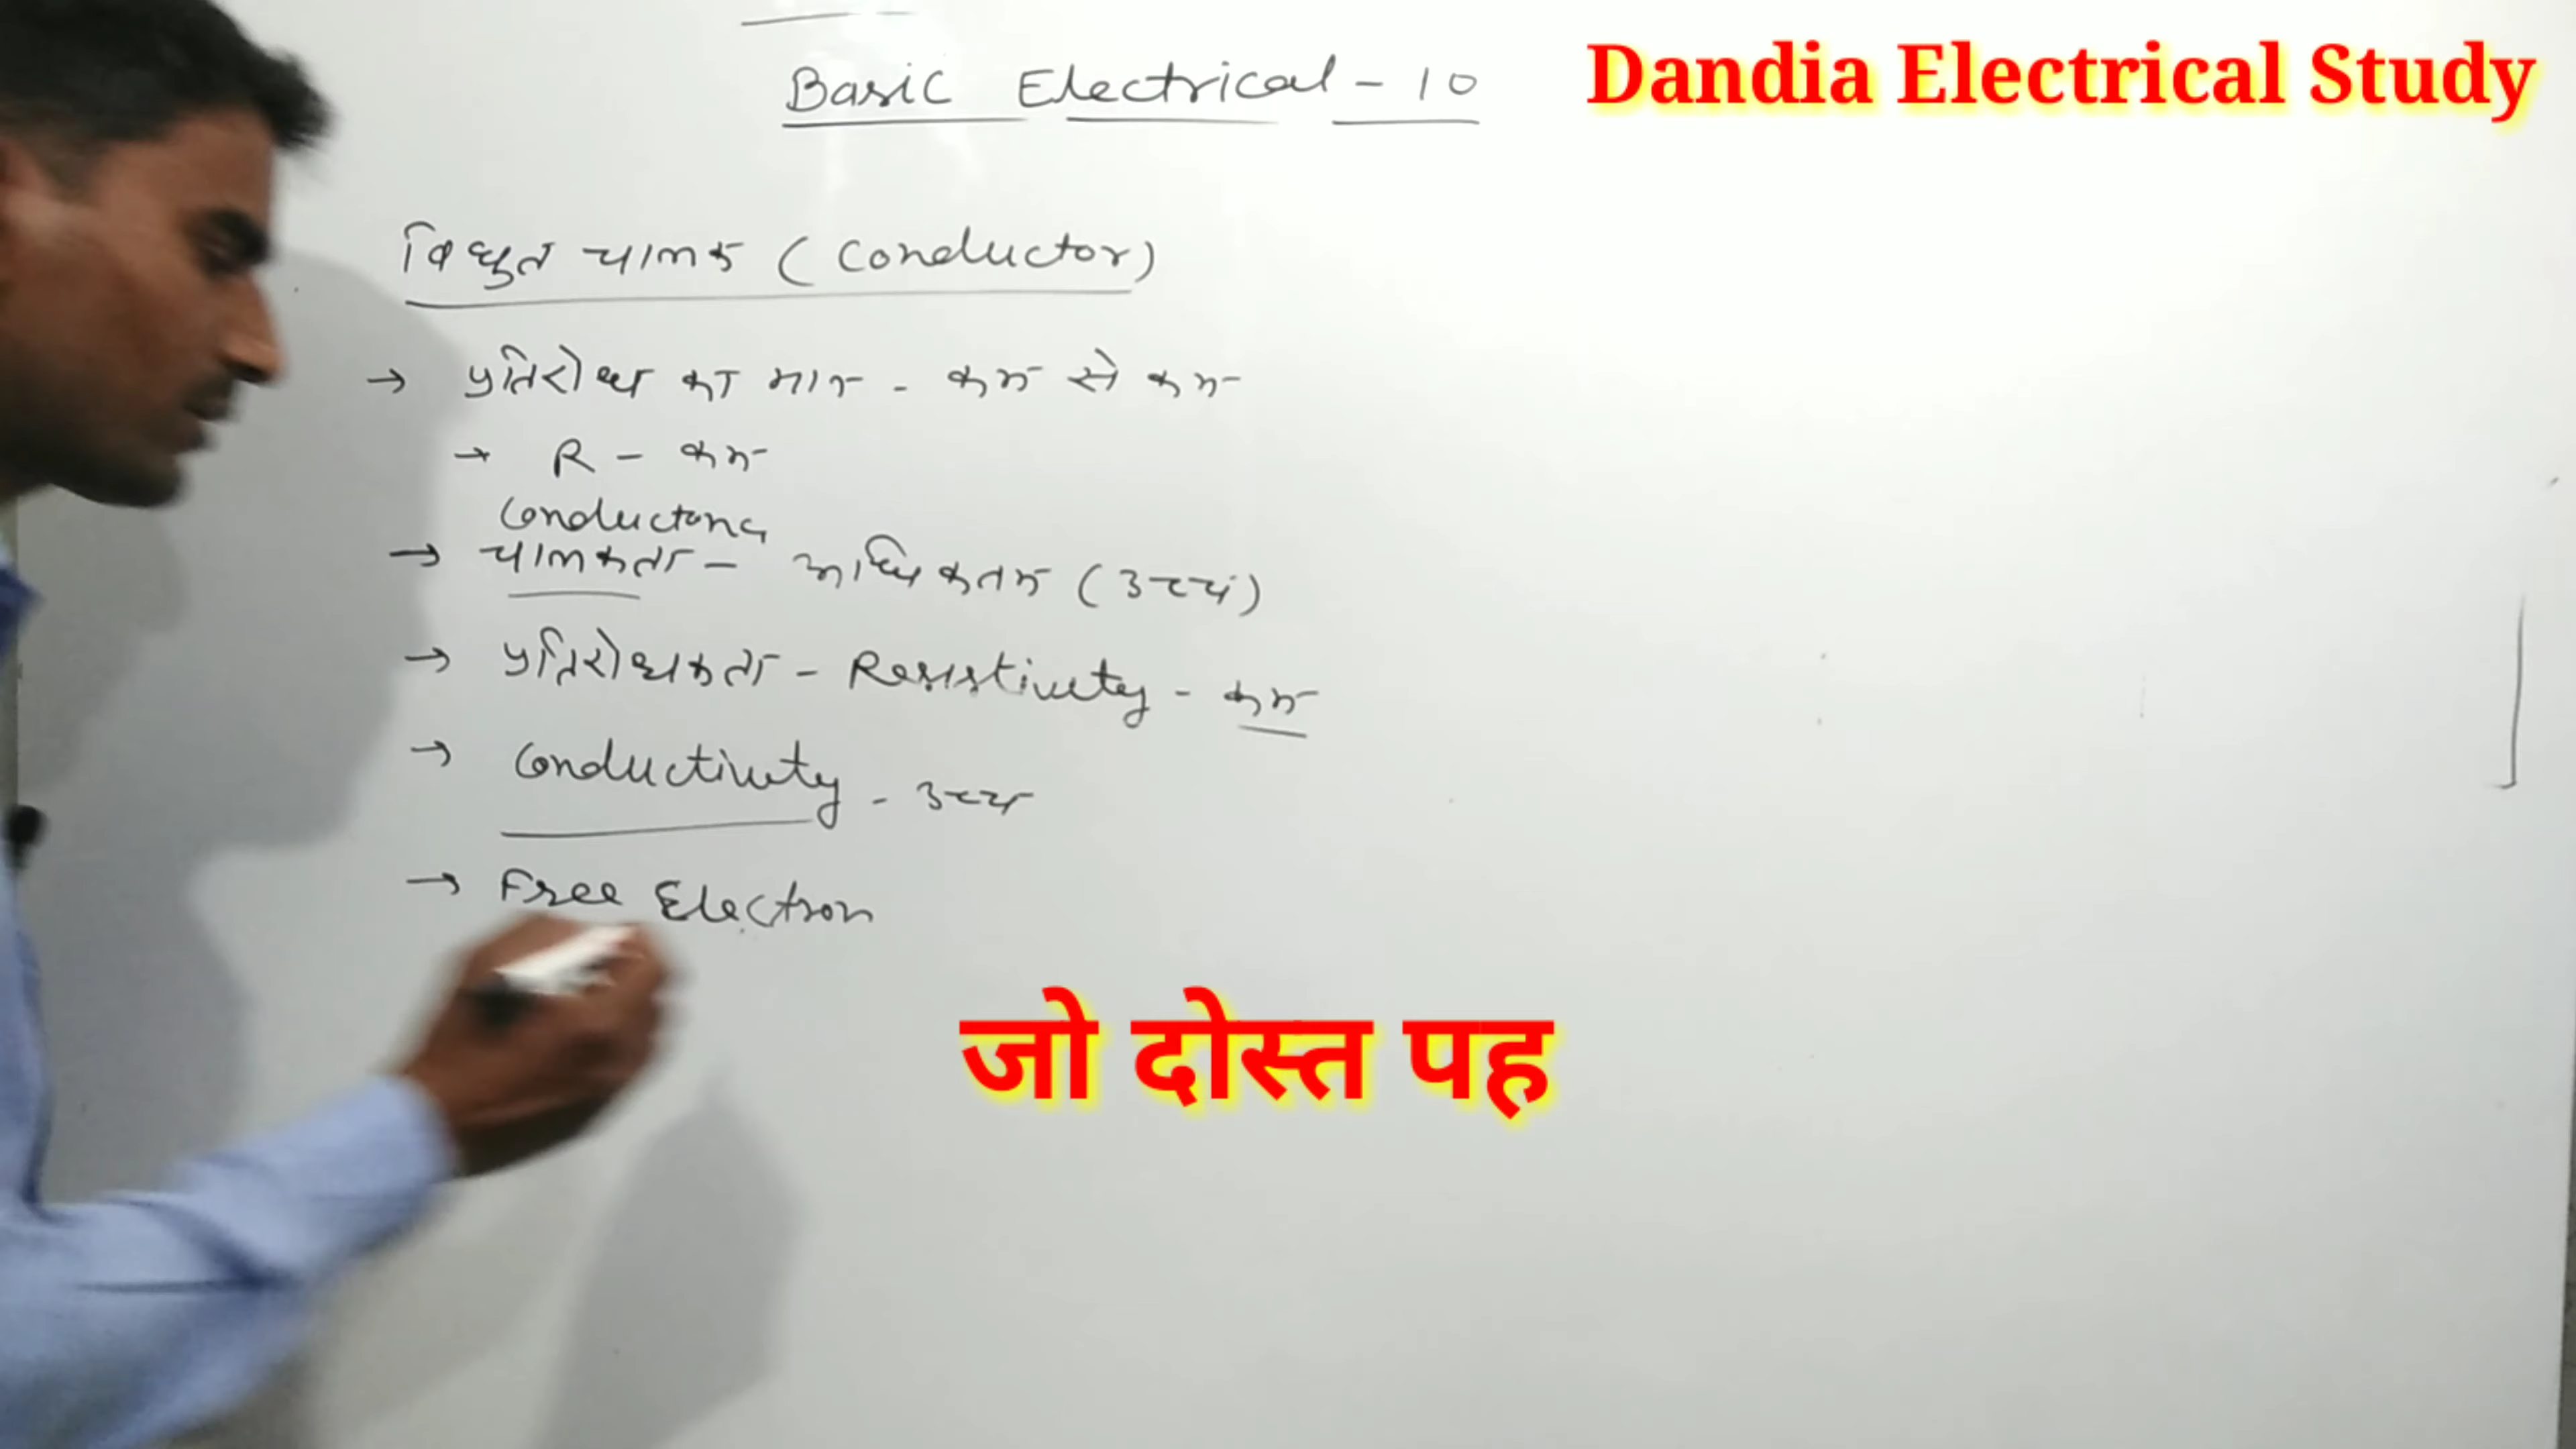 Basic Electrical - 10
Dandia Electrical Study
विधुत चालक (Conductor)
→ प्रतिरोध का मान - कम से कम
→ R - कम
Conductanc
→ चालकता - अधिकतम (उच्च)
→ प्रतिरोधकता - Resistivity - कम
→ Conductivity - उच्च
→ Free Electron
जो दोस्त पह